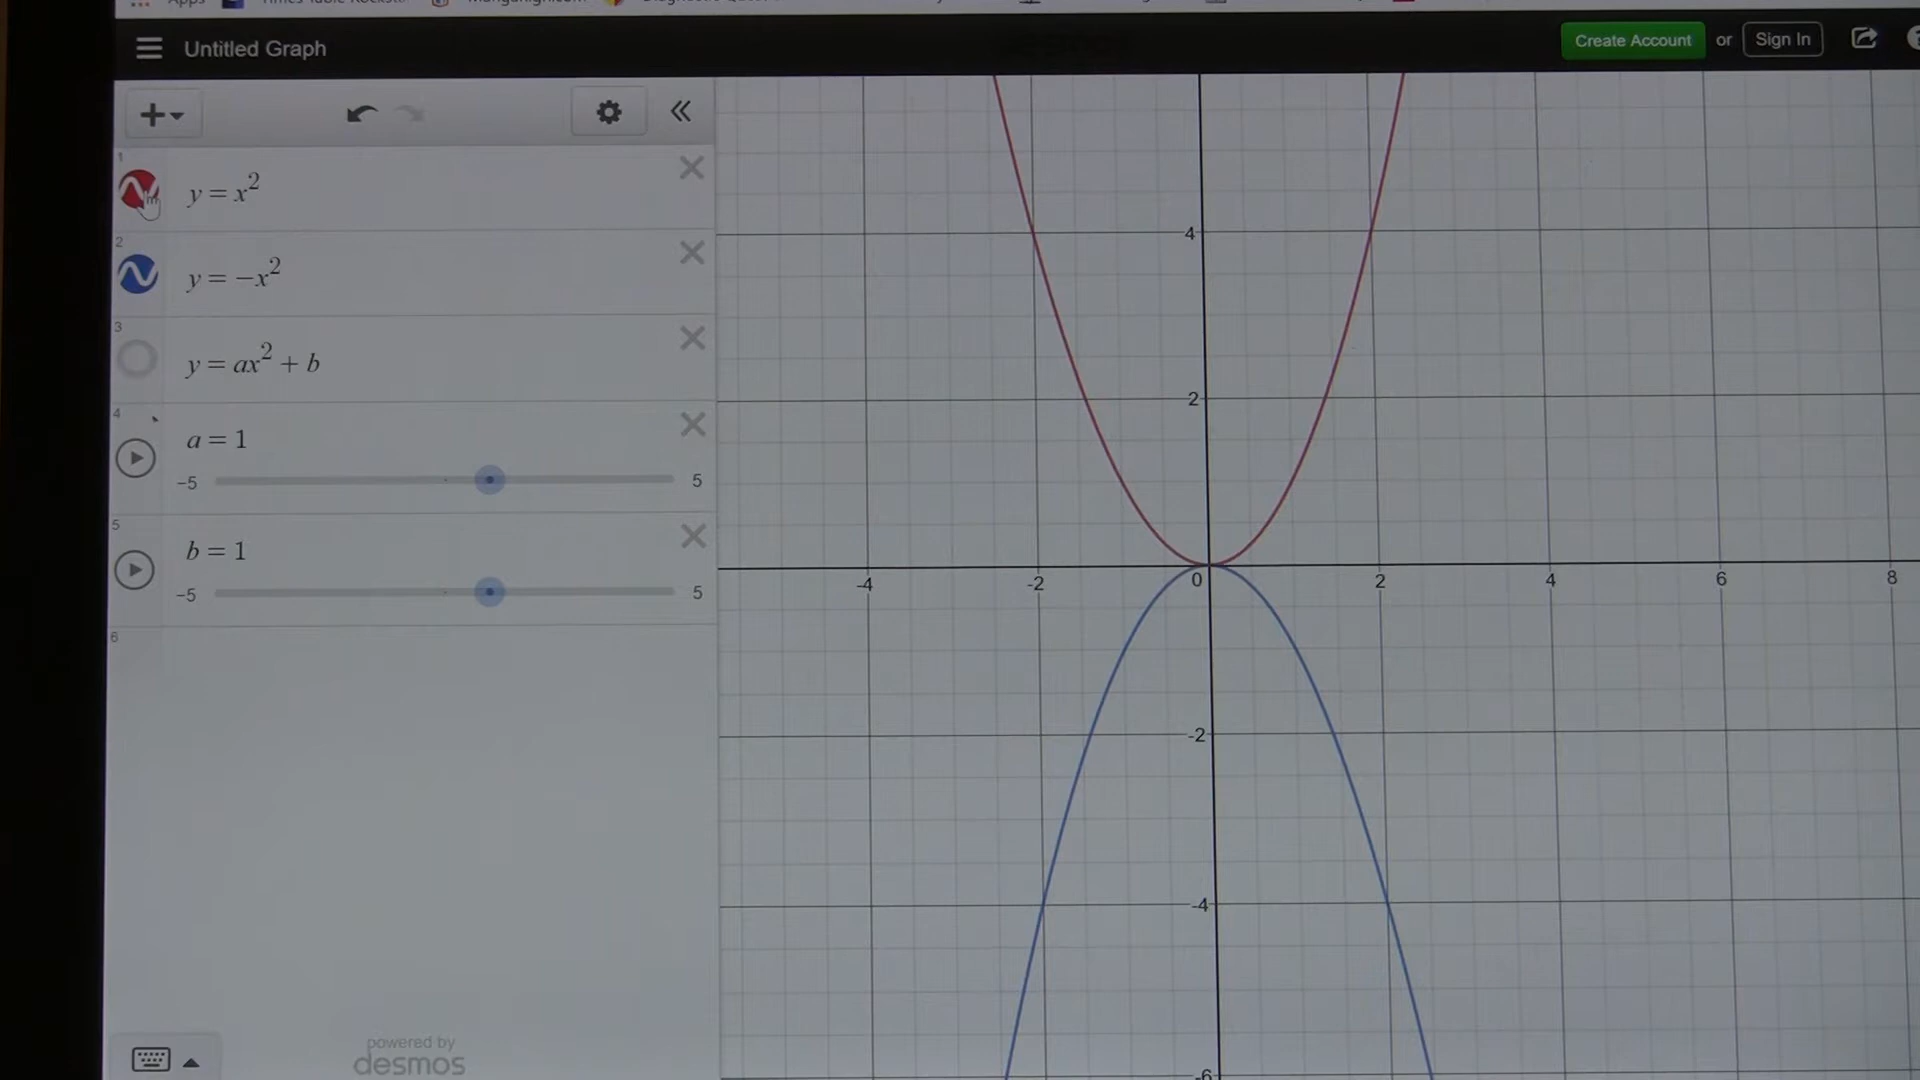 Apps
Untitled Graph
Create Account or Sign In
1
y = x²
2
y = −x²
3
y = ax² + b
4
a = 1
−5
5
5
b = 1
−5
5
6
4
2
-4
-2
0
2
4
6
8
-2
-4
-6
powered by
desmos